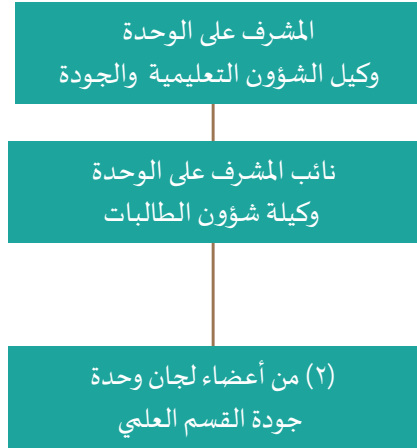 المشرف على الوحدة
وكيل الشؤون التعليمية والجودة
نائب المشرف على الوحدة
وكيلة شؤون الطالبات
(٢) من أعضاء لجان وحدة
جودة القسم العلمي